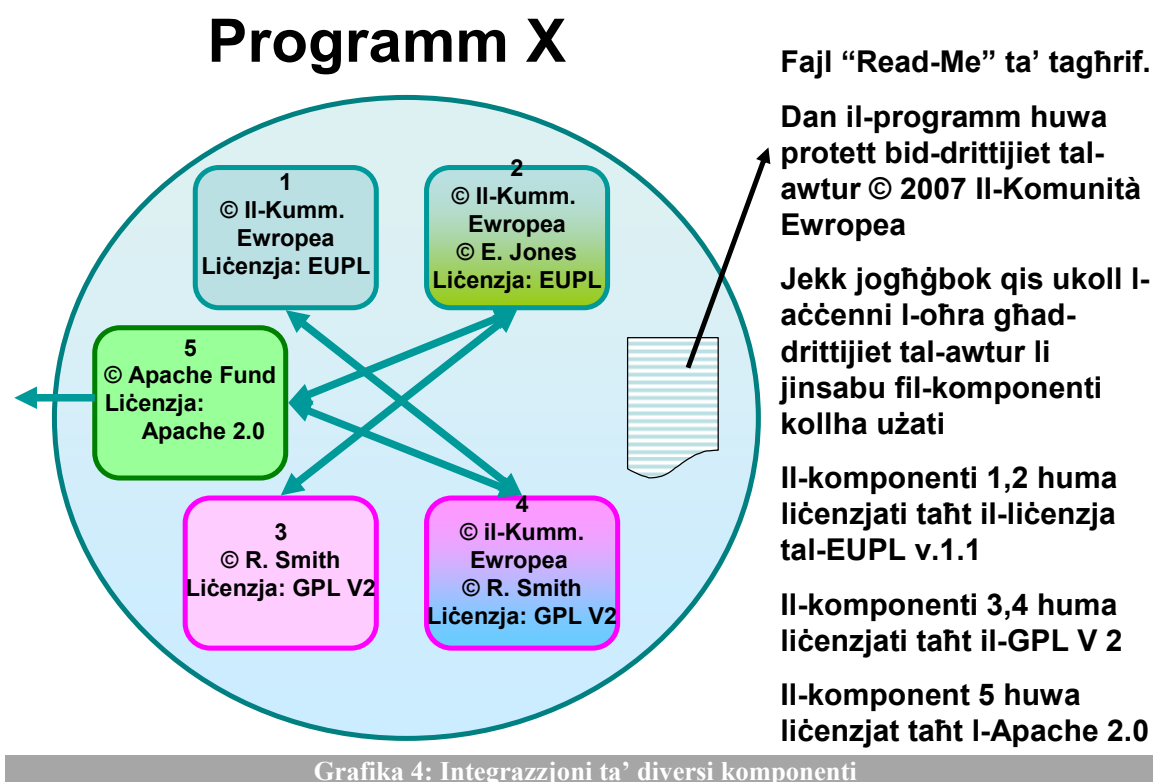 Programm X
1
© Il-Kumm.
Ewropea
Liċenzja: EUPL
2
© Il-Kumm.
Ewropea
© E. Jones
Liċenzja: EUPL
5
© Apache Fund
Liċenzja:
Apache 2.0
3
© R. Smith
Liċenzja: GPL V2
4
© il-Kumm.
Ewropea
© R. Smith
Liċenzja: GPL V2
Fajl “Read-Me” ta’ tagħrif.
Dan il-programm huwa
protett bid-drittijiet tal-
awtur © 2007 Il-Komunità
Ewropea
Jekk jogħġbok qis ukoll l-
aċċenni l-oħra għad-
drittijiet tal-awtur li
jinsabu fil-komponenti
kollha użati
Il-komponenti 1,2 huma
liċenzjati taħt il-liċenzja
tal-EUPL v.1.1
Il-komponenti 3,4 huma
liċenzjati taħt il-GPL V 2
Il-komponent 5 huwa
liċenzjat taħt l-Apache 2.0
Grafika 4: Integrazzjoni ta’ diversi komponenti